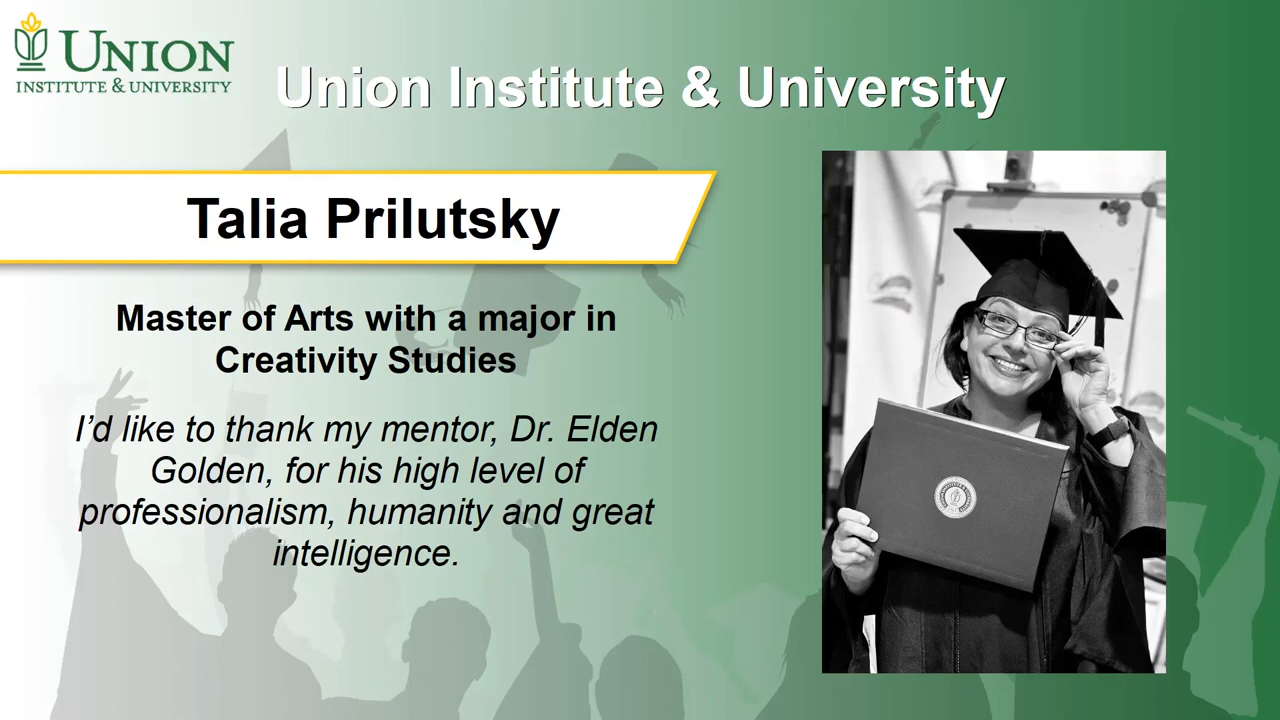 UNION
INSTITUTE & UNIVERSITY
Union Institute & University
Talia Prilutsky
Master of Arts with a major in
Creativity Studies
I’d like to thank my mentor, Dr. Elden
Golden, for his high level of
professionalism, humanity and great
intelligence.